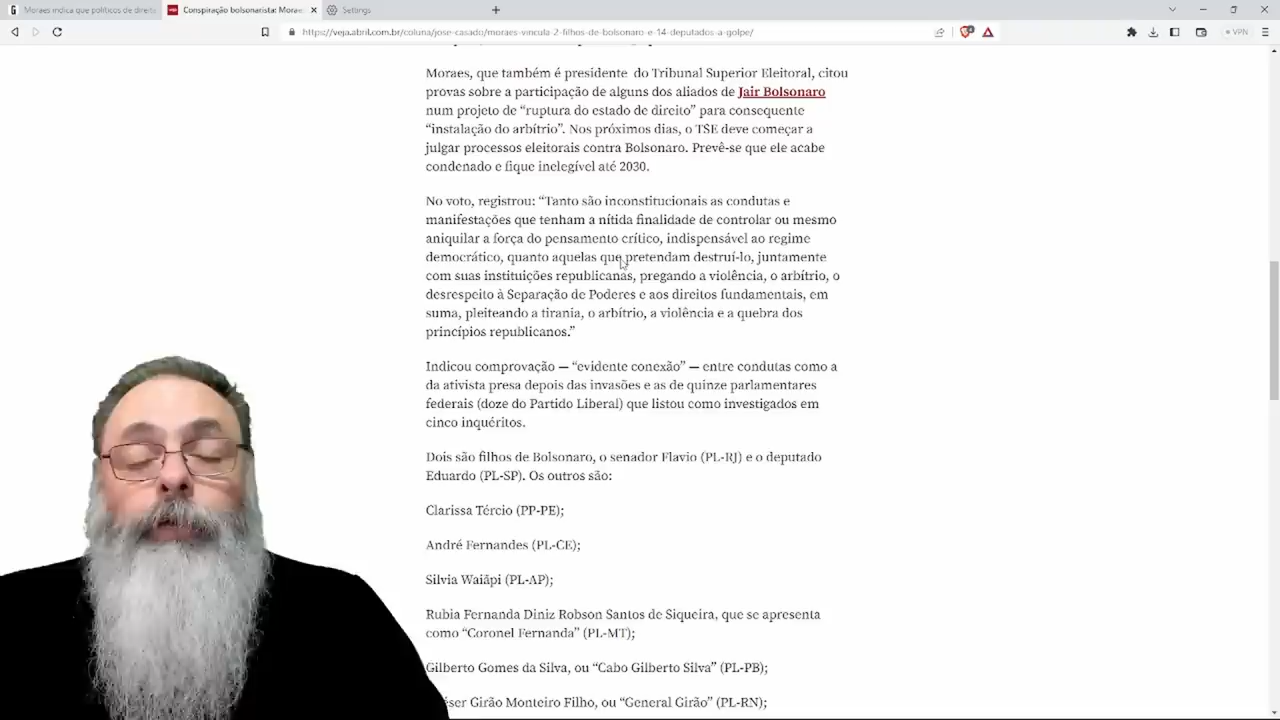 Moraes indica que políticos de direita
Conspiração bolsonarista: Moraes
Settings
https://veja.abril.com.br/coluna/jose-casado/moraes-vincula-2-filhos-de-bolsonaro-e-14-deputados-a-golpe/
VPN
Moraes, que também é presidente do Tribunal Superior Eleitoral, citou
provas sobre a participação de alguns dos aliados de Jair Bolsonaro
num projeto de “ruptura do estado de direito” para consequente
“instalação do arbítrio”. Nos próximos dias, o TSE deve começar a
julgar processos eleitorais contra Bolsonaro. Prevê-se que ele acabe
condenado e fique inelegível até 2030.
No voto, registrou: “Tanto são inconstitucionais as condutas e
manifestações que tenham a nítida finalidade de controlar ou mesmo
aniquilar a força do pensamento crítico, indispensável ao regime
democrático, quanto aquelas que pretendam destruí-lo, juntamente
com suas instituições republicanas, pregando a violência, o arbítrio, o
desrespeito à Separação de Poderes e aos direitos fundamentais, em
suma, pleiteando a tirania, o arbítrio, a violência e a quebra dos
princípios republicanos.”
Indicou comprovação — “evidente conexão” — entre condutas como a
da ativista presa depois das invasões e as de quinze parlamentares
federais (doze do Partido Liberal) que listou como investigados em
cinco inquéritos.
Dois são filhos de Bolsonaro, o senador Flavio (PL-RJ) e o deputado
Eduardo (PL-SP). Os outros são:
Clarissa Tércio (PP-PE);
André Fernandes (PL-CE);
Silvia Waiãpi (PL-AP);
Rubia Fernanda Diniz Robson Santos de Siqueira, que se apresenta
como “Coronel Fernanda” (PL-MT);
Gilberto Gomes da Silva, ou “Cabo Gilberto Silva” (PL-PB);
Girão Monteiro Filho, ou “General Girão” (PL-RN);